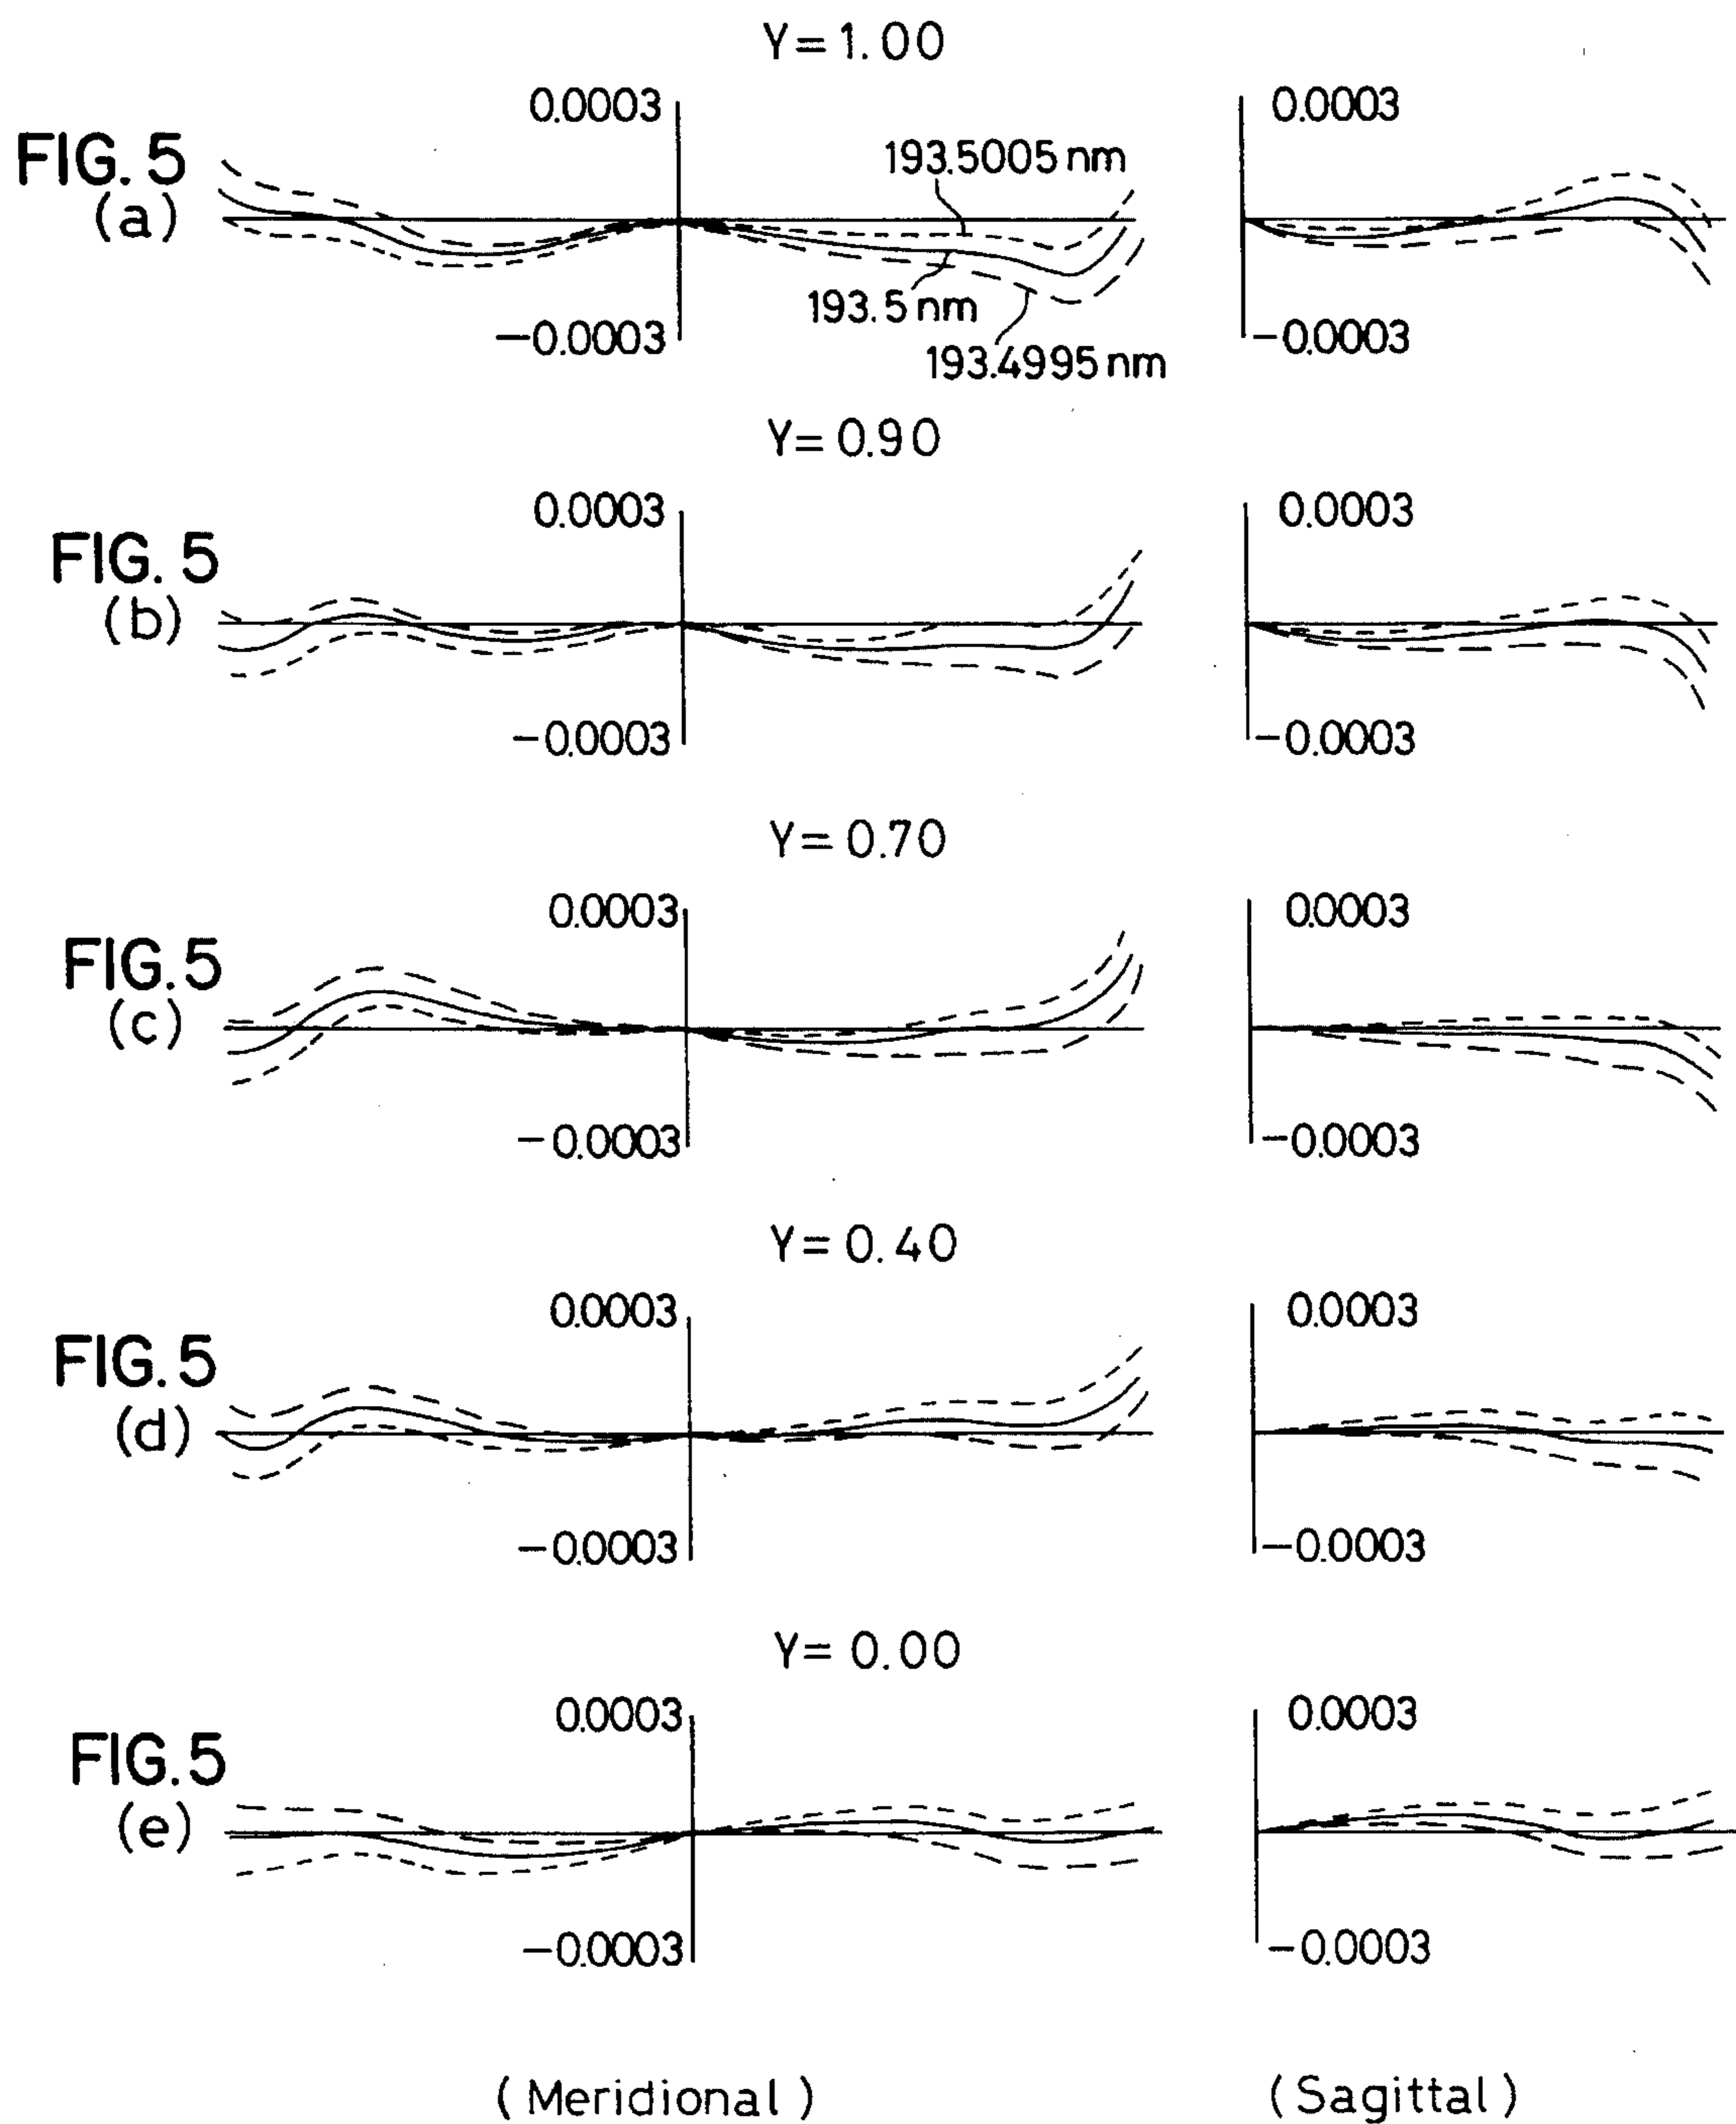 Y=1.00
FIG. 5
(a)
0.0003
-0.0003
193.5005 nm
193.5 nm
193.4995 nm
0.0003
-0.0003
Y=0.90
FIG. 5
(b)
0.0003
-0.0003
0.0003
-0.0003
Y=0.70
FIG. 5
(c)
0.0003
-0.0003
0.0003
-0.0003
Y=0.40
FIG. 5
(d)
0.0003
-0.0003
0.0003
-0.0003
Y=0.00
FIG. 5
(e)
0.0003
-0.0003
0.0003
-0.0003
(Meridional)
(Sagittal)